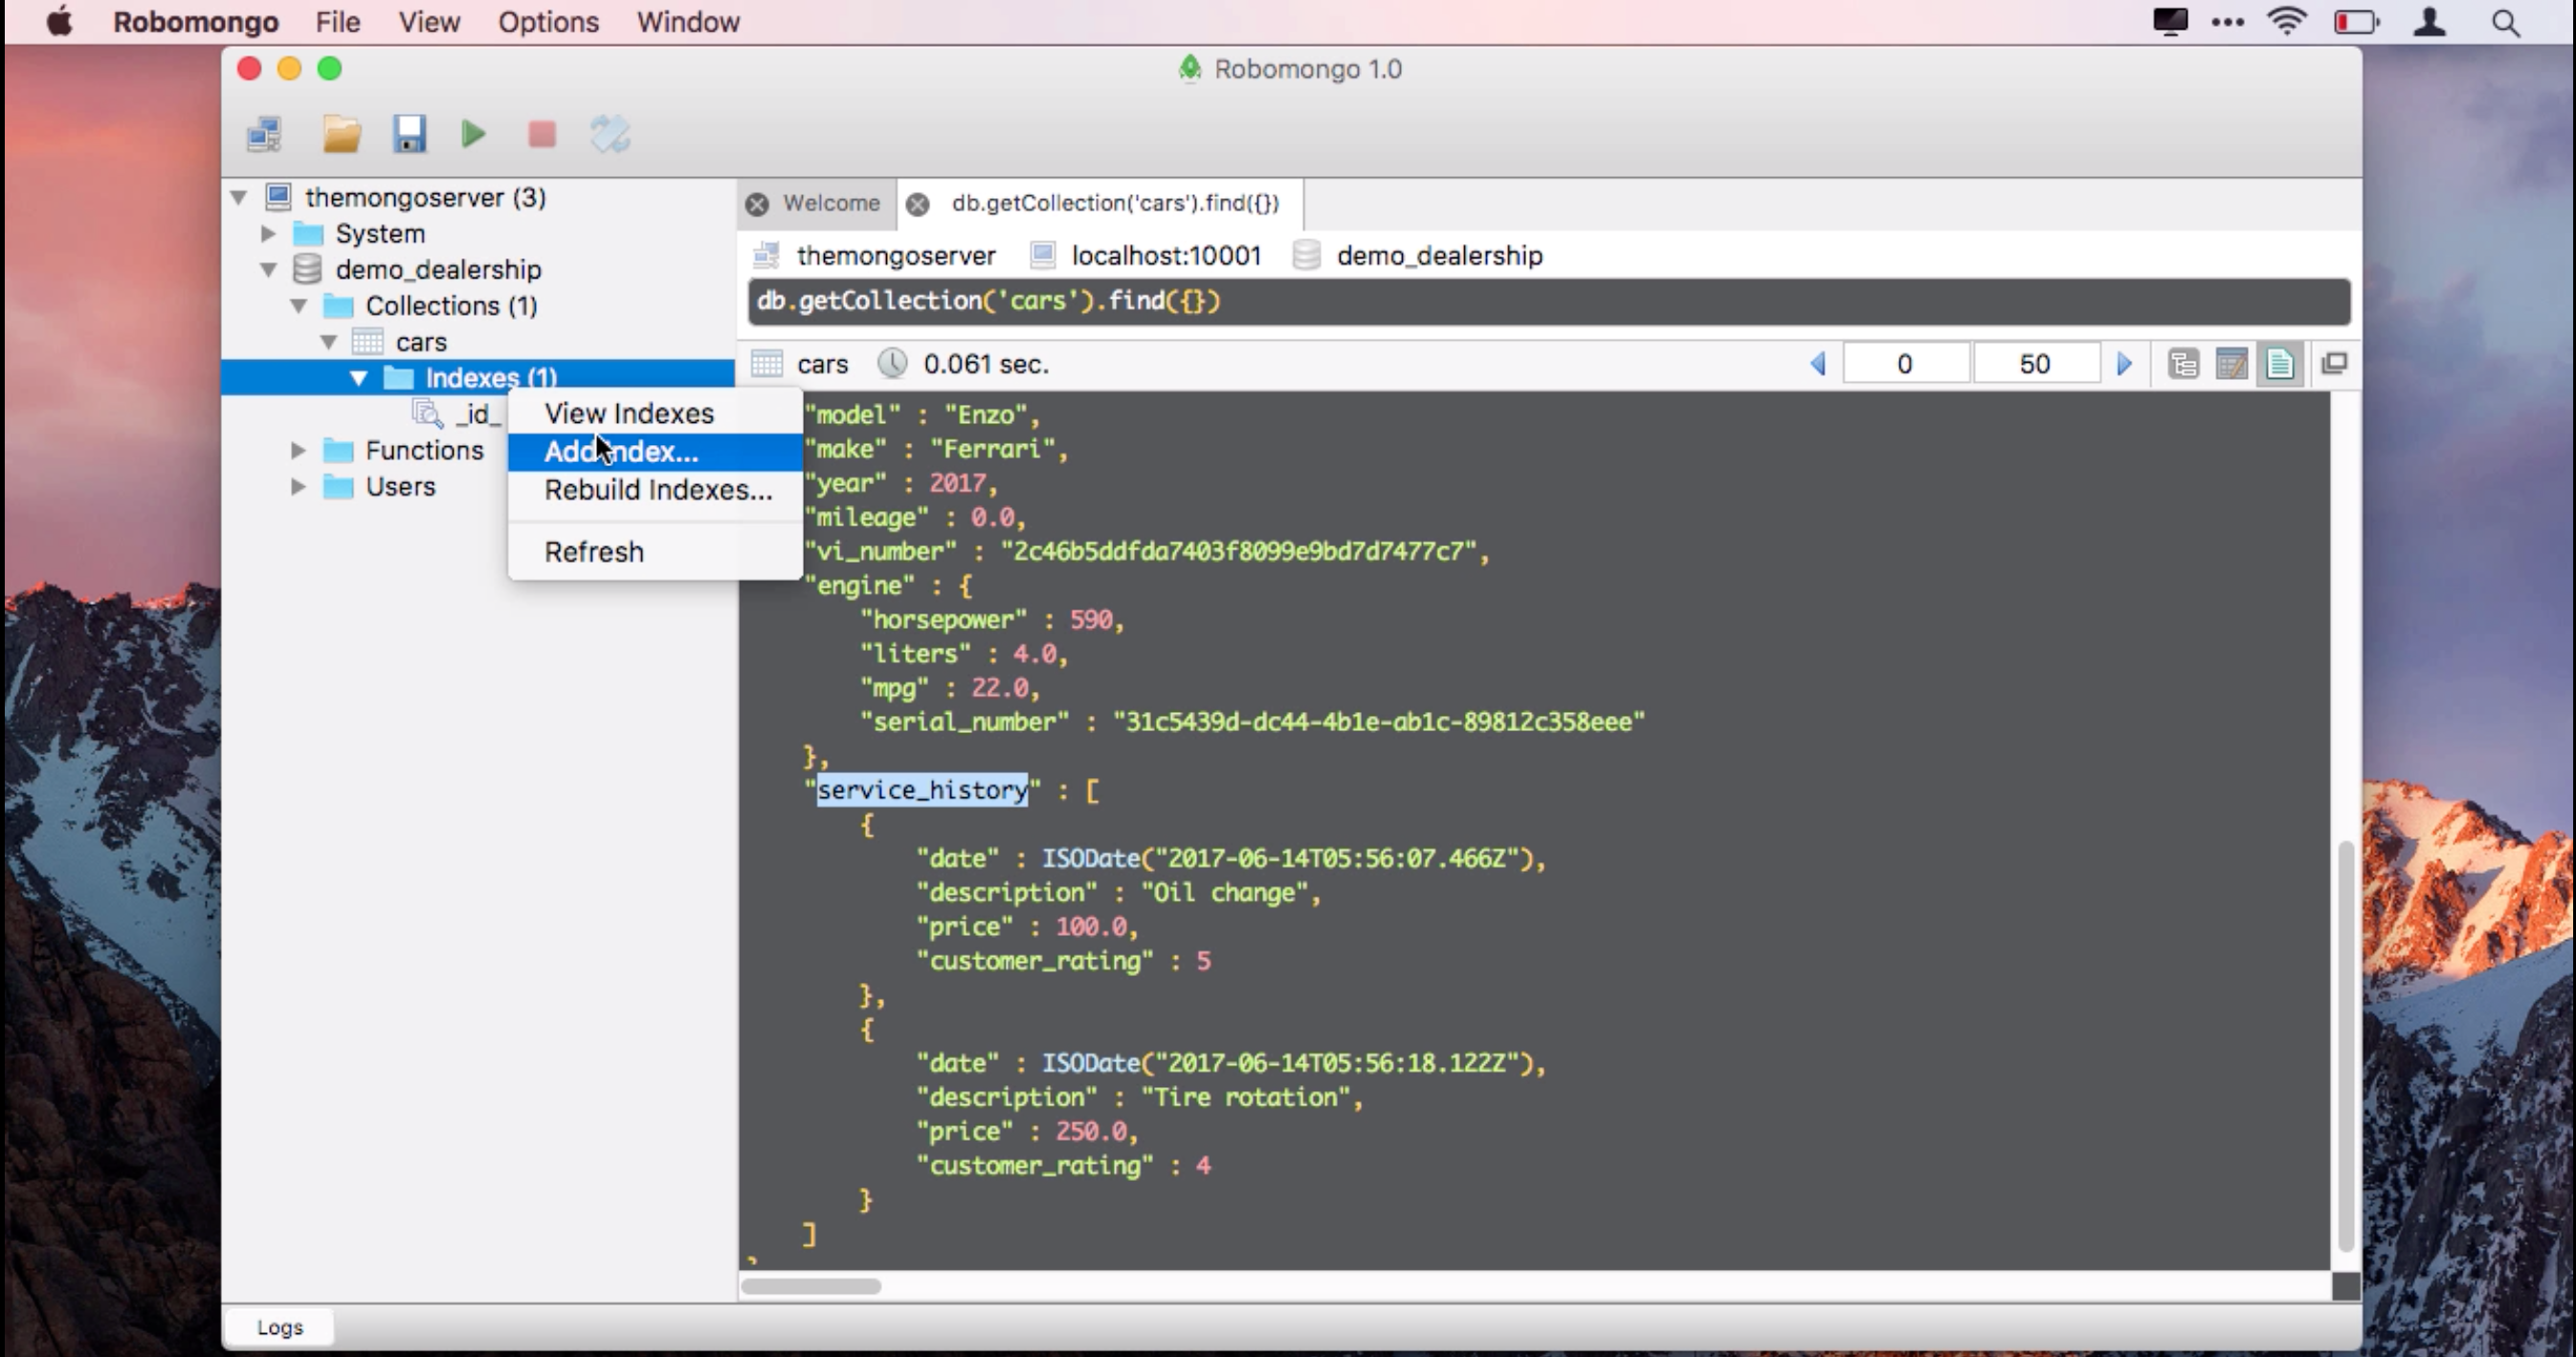 Robomongo File View Options Window
Robomongo 1.0
themongoserver (3)
System
demo_dealership
Collections (1)
cars
Indexes (1)
_id_
Functions
Users
View Indexes
Add Index...
Rebuild Indexes...
Refresh
Welcome db.getCollection('cars').find({})
themongoserver localhost:10001 demo_dealership
db.getCollection('cars').find({})
cars 0.061 sec. 0 50
"model" : "Enzo",
"make" : "Ferrari",
"year" : 2017,
"mileage" : 0.0,
"vi_number" : "2c46b5ddfda7403f8099e9bd7d7477c7",
"engine" : {
"horsepower" : 590,
"liters" : 4.0,
"mpg" : 22.0,
"serial_number" : "31c5439d-dc44-4b1e-ab1c-89812c358eee"
},
"service_history" : [
{
"date" : ISODate("2017-06-14T05:56:07.466Z"),
"description" : "Oil change",
"price" : 100.0,
"customer_rating" : 5
},
{
"date" : ISODate("2017-06-14T05:56:18.122Z"),
"description" : "Tire rotation",
"price" : 250.0,
"customer_rating" : 4
}
]
Logs